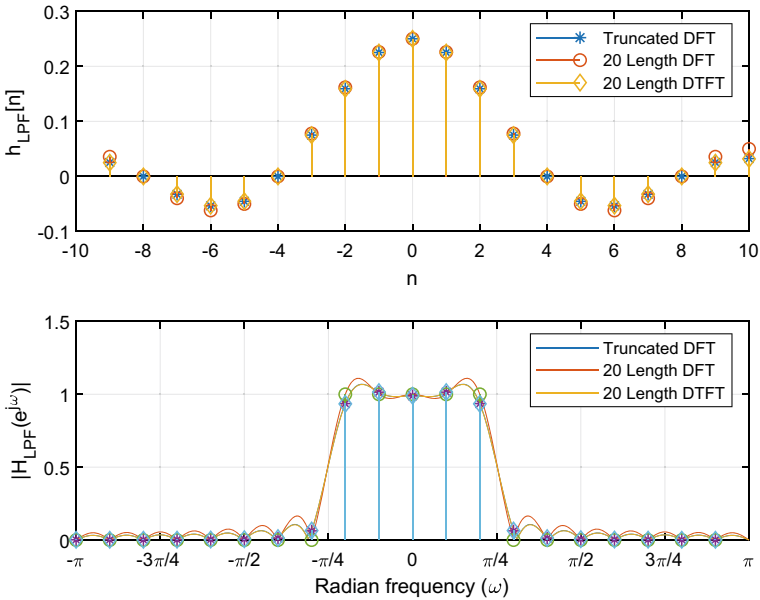 0.3
0.2
0.1
0
-0.1
h_LPF[n]
Truncated DFT
20 Length DFT
20 Length DTFT
-10 -8 -6 -4 -2 0 2 4 6 8 10
n
1.5
1
0.5
0
|H_LPF(e^jω)|
Truncated DFT
20 Length DFT
20 Length DTFT
-π -3π/4 -π/2 -π/4 0 π/4 π/2 3π/4 π
Radian frequency (ω)